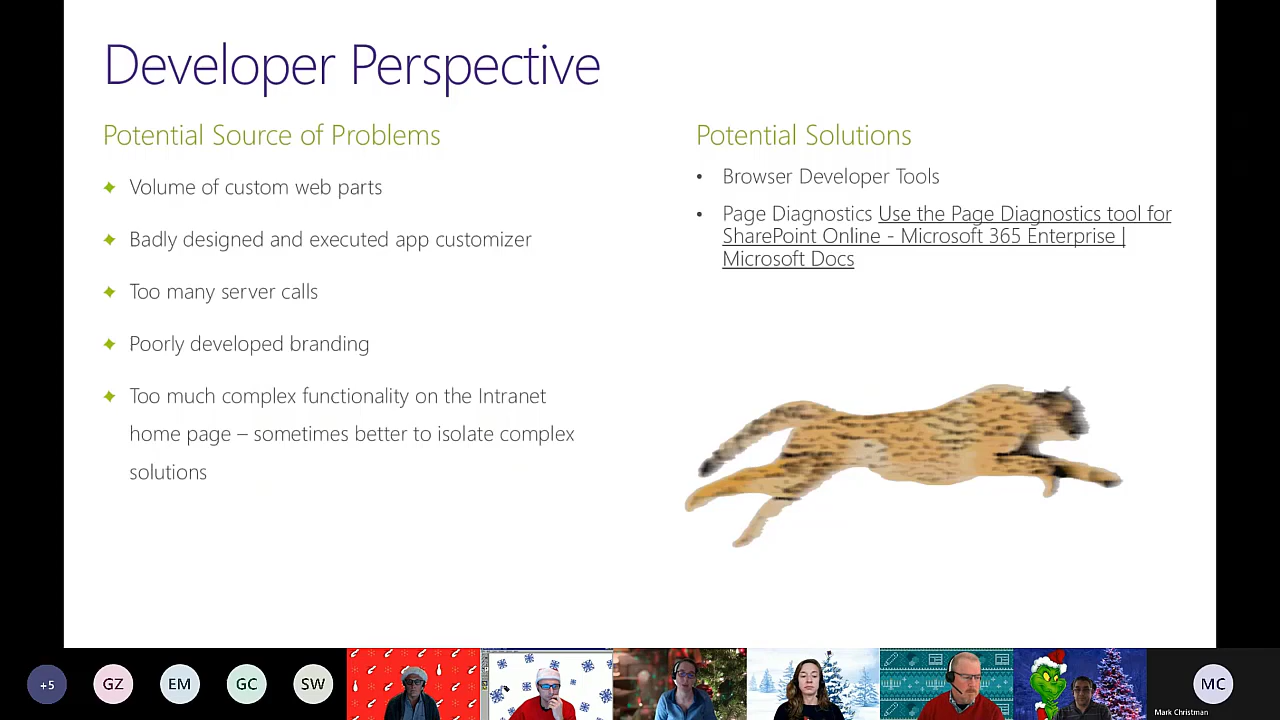 Developer Perspective
Potential Source of Problems
Volume of custom web parts
Badly designed and executed app customizer
Too many server calls
Poorly developed branding
Too much complex functionality on the Intranet
home page – sometimes better to isolate complex
solutions
Potential Solutions
• Browser Developer Tools
• Page Diagnostics Use the Page Diagnostics tool for
SharePoint Online - Microsoft 365 Enterprise |
Microsoft Docs
+5
GZ
EM
GC
SW
MC
Mark Christman